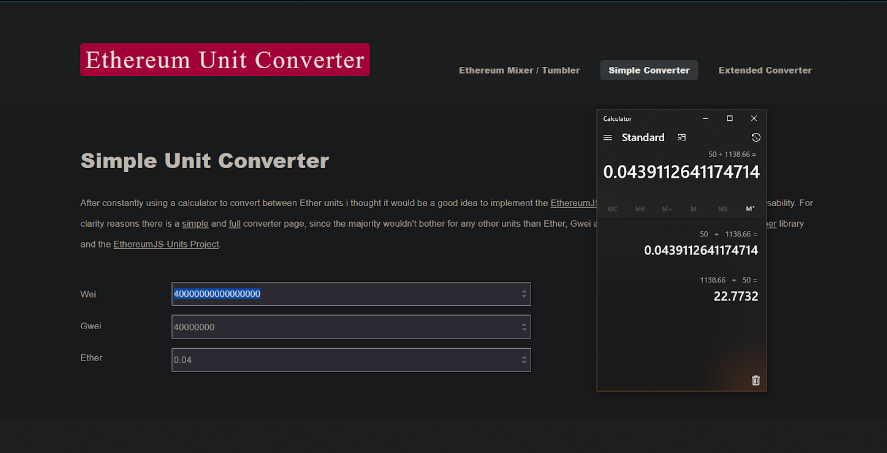 Ethereum Unit Converter
Ethereum Mixer / Tumbler
Simple Converter
Extended Converter
Simple Unit Converter
After constantly using a calculator to convert between Ether units i thought it would be a good idea to implement the EthereumJS
sability. For
clarity reasons there is a simple and full converter page, since the majority wouldn't bother for any other units than Ether, Gwei a
er library
and the EthereumJS-Units Project.
Wei
40000000000000000
Gwei
40000000
Ether
0.04
Calculator
Standard
50 ÷ 1138.66 =
0.0439112641174714
MC MR M+ M- MS M˅
50 ÷ 1138.66 =
0.0439112641174714
1138.66 ÷ 50 =
22.7732